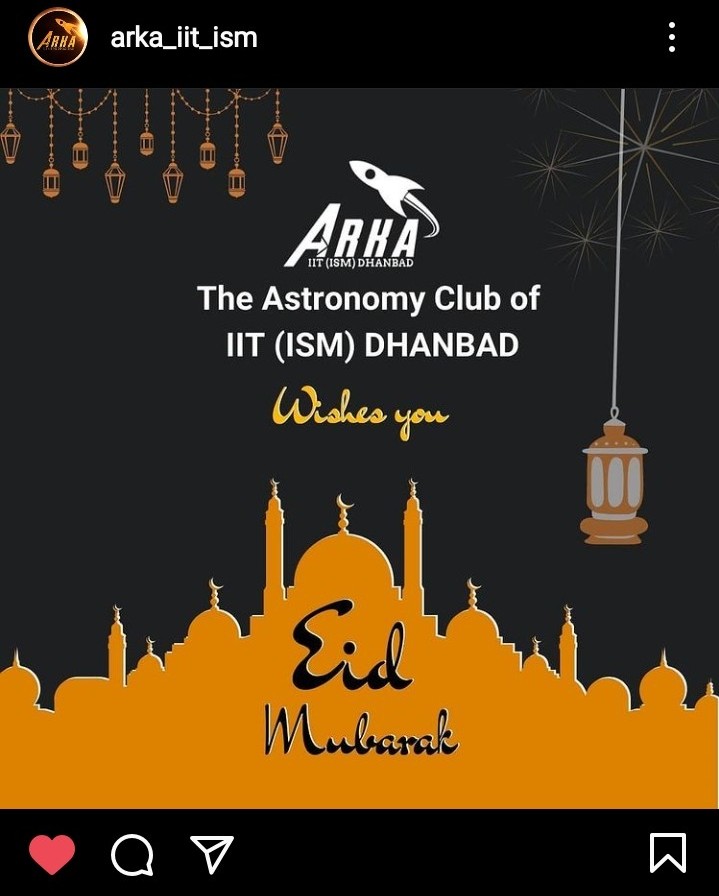 arka_iit_ism
ARKA
IIT (ISM) DHANBAD
The Astronomy Club of
IIT (ISM) DHANBAD
Wishes you
Eid
Mubarak